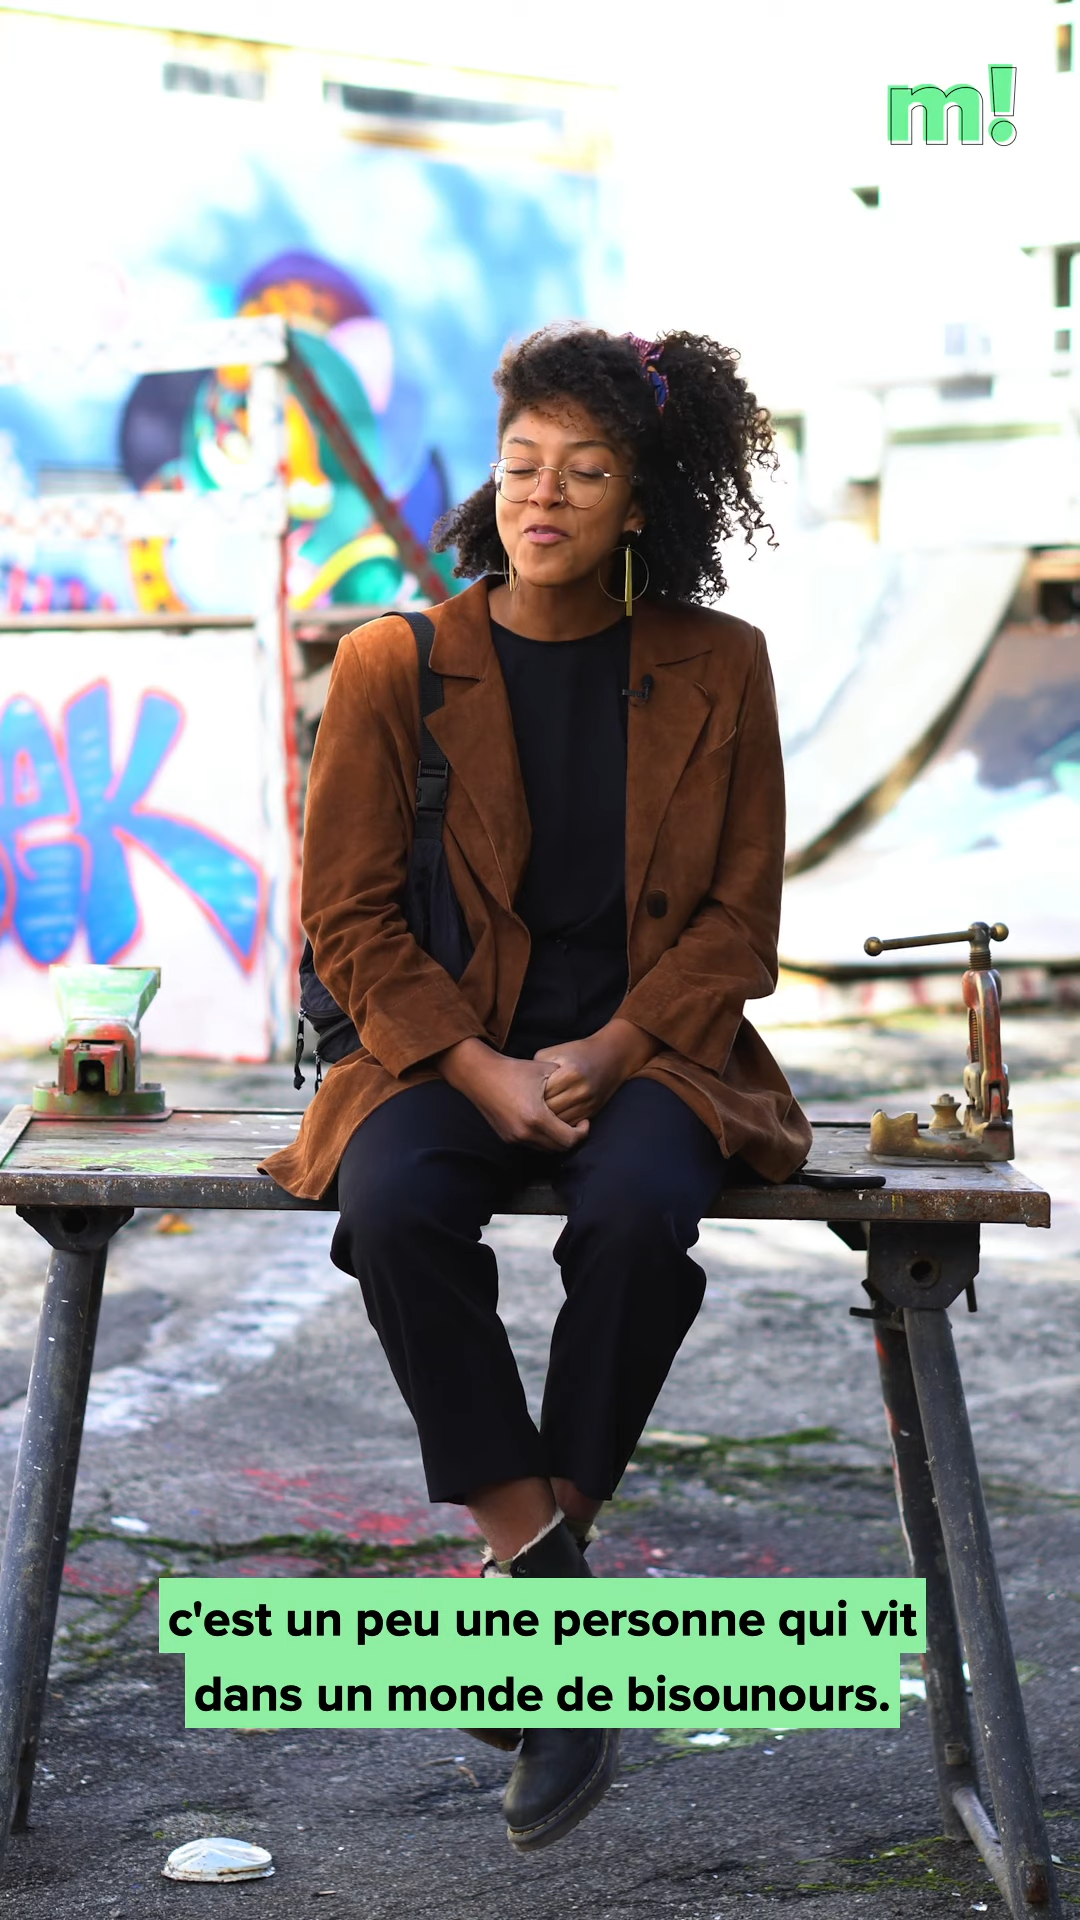 m!
c'est un peu une personne qui vit
dans un monde de bisounours.